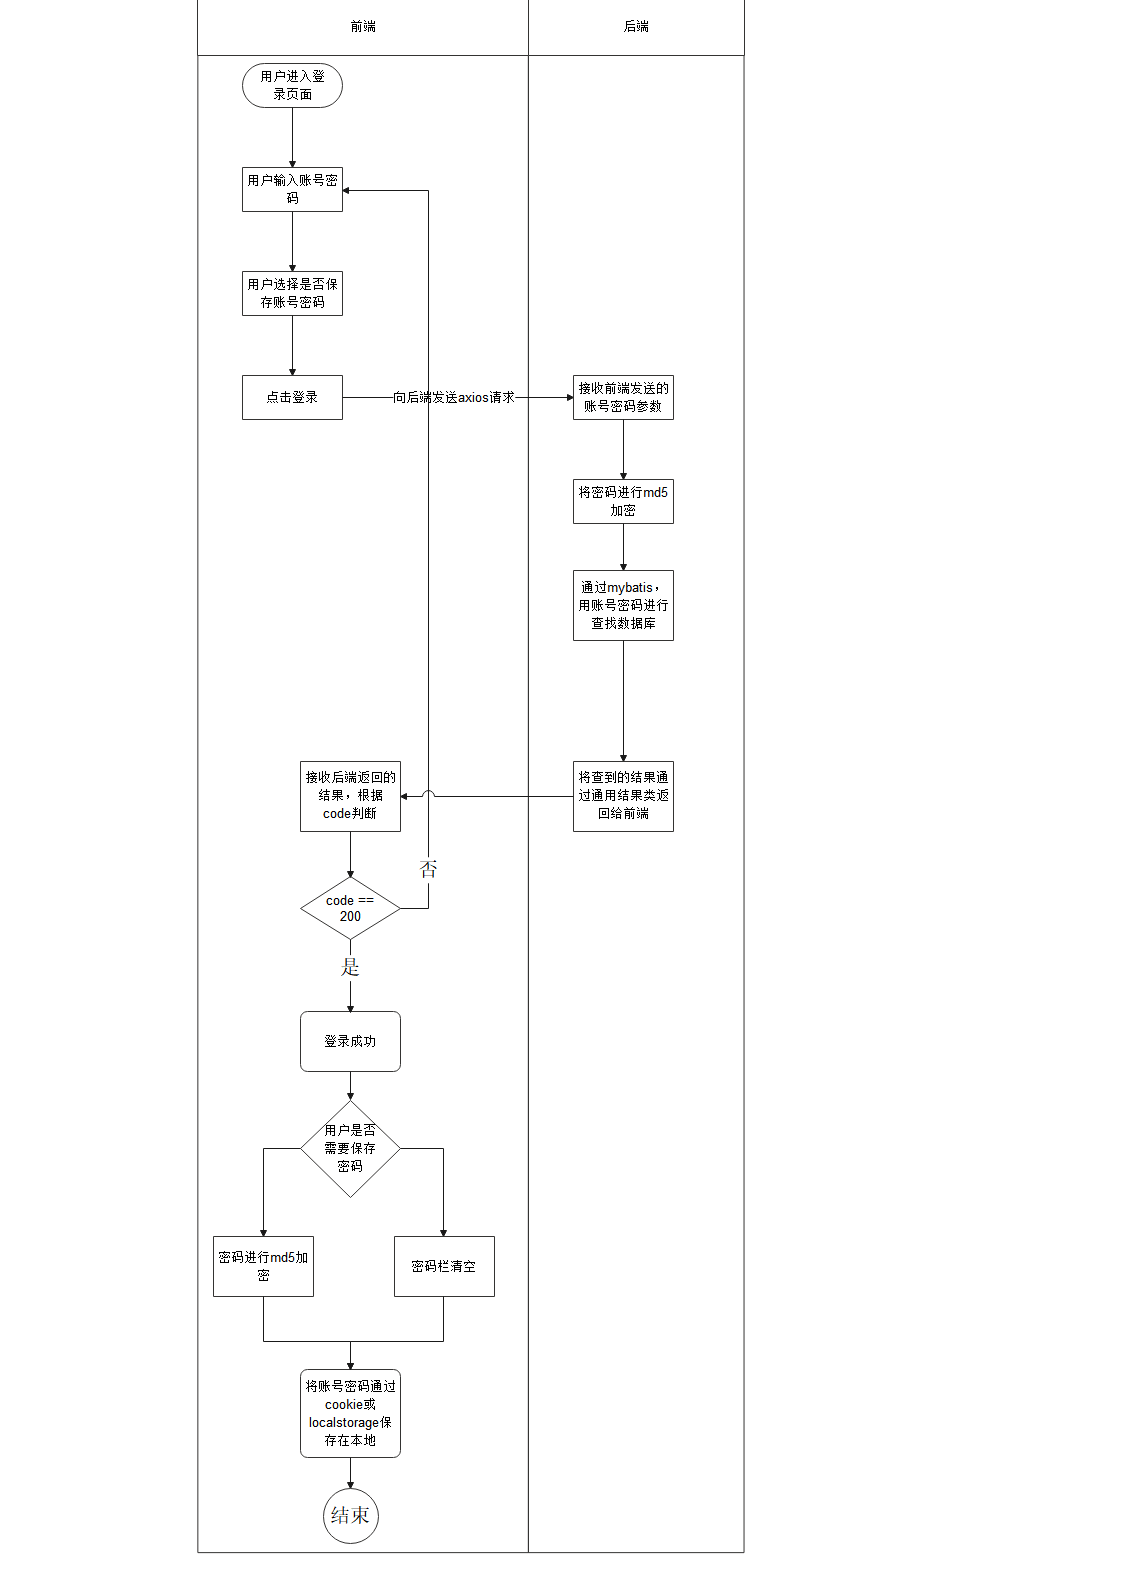 前端
后端
用户进入登
录页面
用户输入账号密
码
用户选择是否保
存账号密码
点击登录
向后端发送axios请求
接收前端发送的
账号密码参数
将密码进行md5
加密
通过mybatis，
用账号密码进行
查找数据库
将查到的结果通
过通用结果类返
回给前端
接收后端返回的
结果，根据
code判断
否
code ==
200
是
登录成功
用户是否
需要保存
密码
密码进行md5加
密
密码栏清空
将账号密码通过
cookie或
localstorage保
存在本地
结束